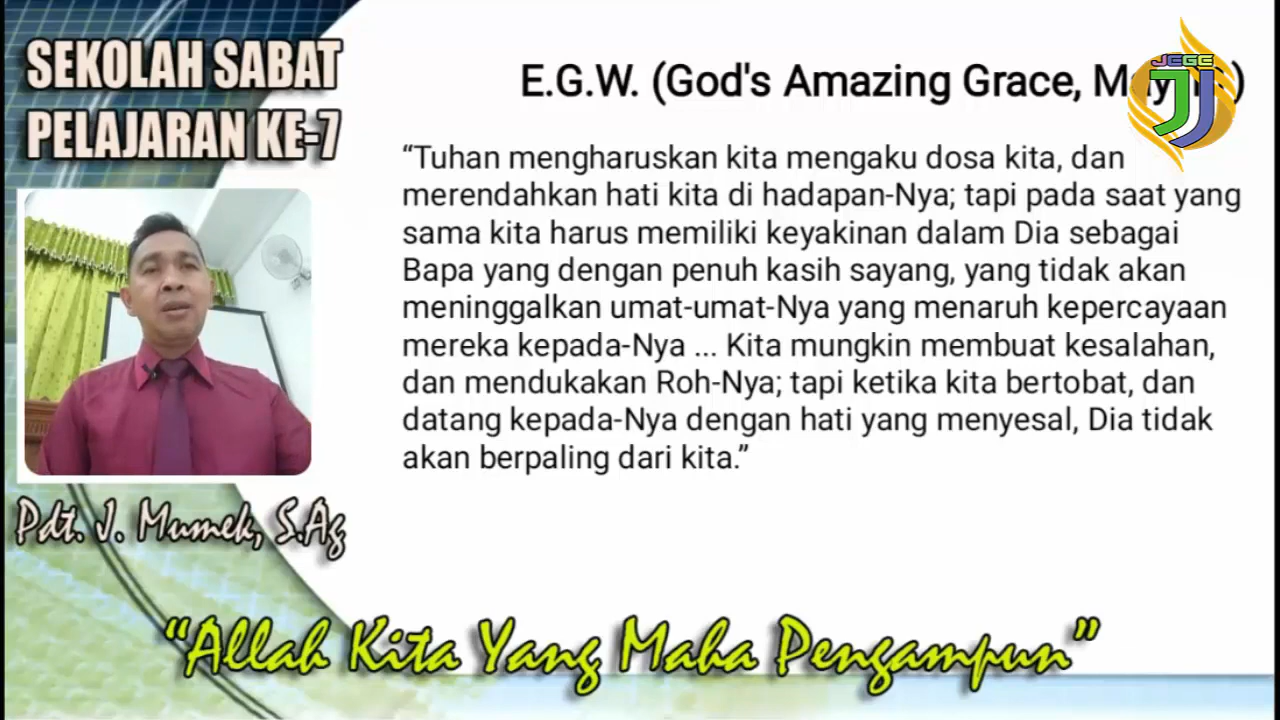 SEKOLAH SABAT
PELAJARAN KE-7
E.G.W. (God's Amazing Grace, May )
JEGE
JJ
“Tuhan mengharuskan kita mengaku dosa kita, dan
merendahkan hati kita di hadapan-Nya; tapi pada saat yang
sama kita harus memiliki keyakinan dalam Dia sebagai
Bapa yang dengan penuh kasih sayang, yang tidak akan
meninggalkan umat-umat-Nya yang menaruh kepercayaan
mereka kepada-Nya ... Kita mungkin membuat kesalahan,
dan mendukakan Roh-Nya; tapi ketika kita bertobat, dan
datang kepada-Nya dengan hati yang menyesal, Dia tidak
akan berpaling dari kita.”
Pdt. J. Mumek, S.Ag
“Allah Kita Yang Maha Pengampun”